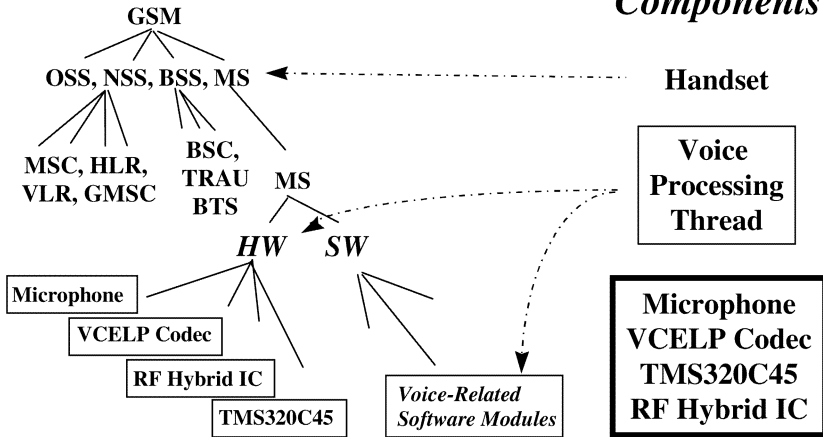 Components
GSM
OSS, NSS, BSS, MS
Handset
MSC, HLR,
VLR, GMSC
BSC,
TRAU
BTS
MS
Voice
Processing
Thread
HW
SW
Microphone
VCELP Codec
RF Hybrid IC
TMS320C45
Voice-Related
Software Modules
Microphone
VCELP Codec
TMS320C45
RF Hybrid IC